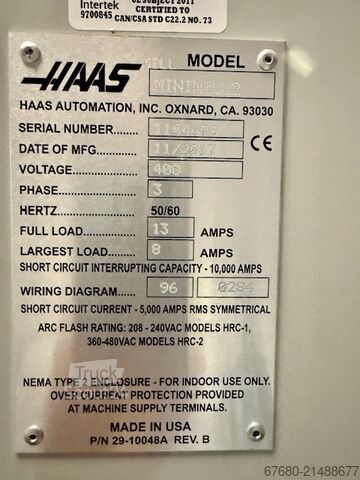 UL SUBJECT 2011
Intertek CERTIFIED TO
9700845 CAN/CSA STD C22.2 NO. 73
HAAS MILL MODEL
MINIMILL2
HAAS AUTOMATION, INC. OXNARD, CA. 93030
SERIAL NUMBER
DATE OF MFG. 11/2017 CE
VOLTAGE 400
PHASE 3
HERTZ 50/60
FULL LOAD 13 AMPS
LARGEST LOAD 8 AMPS
SHORT CIRCUIT INTERRUPTING CAPACITY - 10,000 AMPS
WIRING DIAGRAM 96 0284
SHORT CIRCUIT CURRENT - 5,000 AMPS RMS SYMMETRICAL
ARC FLASH RATING: 208 - 240VAC MODELS HRC-1,
360-480VAC MODELS HRC-2
Truck
NEMA TYPE 2 ENCLOSURE - FOR INDOOR USE ONLY.
OVER CURRENT PROTECTION PROVIDED
AT MACHINE SUPPLY TERMINALS.
MADE IN USA
P/N 29-10048A REV. B
67680-21488677